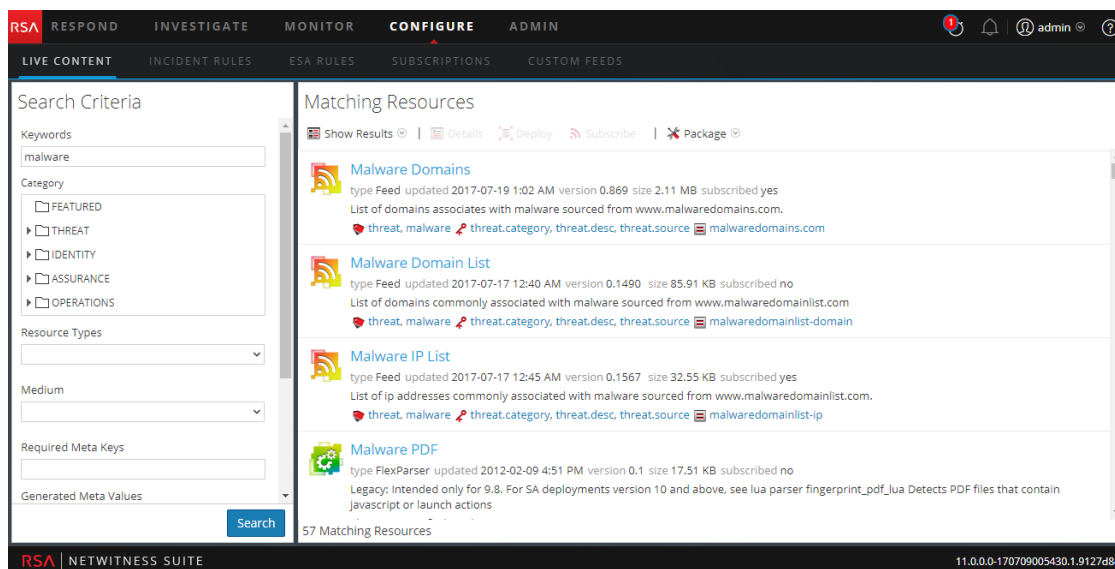 RSA RESPOND INVESTIGATE MONITOR CONFIGURE ADMIN 1 admin
LIVE CONTENT INCIDENT RULES ESA RULES SUBSCRIPTIONS CUSTOM FEEDS
Search Criteria
Keywords
malware
Category
FEATURED
THREAT
IDENTITY
ASSURANCE
OPERATIONS
Resource Types
Medium
Required Meta Keys
Generated Meta Values
Search
Matching Resources
Show Results | Details Deploy Subscribe | Package
Malware Domains
type Feed updated 2017-07-19 1:02 AM version 0.869 size 2.11 MB subscribed yes
List of domains associates with malware sourced from www.malwaredomains.com.
threat, malware threat.category, threat.desc, threat.source malwaredomains.com
Malware Domain List
type Feed updated 2017-07-17 12:40 AM version 0.1490 size 85.91 KB subscribed no
List of domains commonly associated with malware sourced from www.malwaredomainlist.com
threat, malware threat.category, threat.desc, threat.source malwaredomainlist-domain
Malware IP List
type Feed updated 2017-07-17 12:45 AM version 0.1567 size 32.55 KB subscribed yes
List of ip addresses commonly associated with malware sourced from www.malwaredomainlist.com.
threat, malware threat.category, threat.desc, threat.source malwaredomainlist-ip
Malware PDF
type FlexParser updated 2012-02-09 4:51 PM version 0.1 size 17.51 KB subscribed no
Legacy: Intended only for 9.8. For SA deployments version 10 and above, see lua parser fingerprint_pdf_lua Detects PDF files that contain
javascript or launch actions
57 Matching Resources
RSA | NETWITNESS SUITE 11.0.0.0-170709005430.1.9127d8